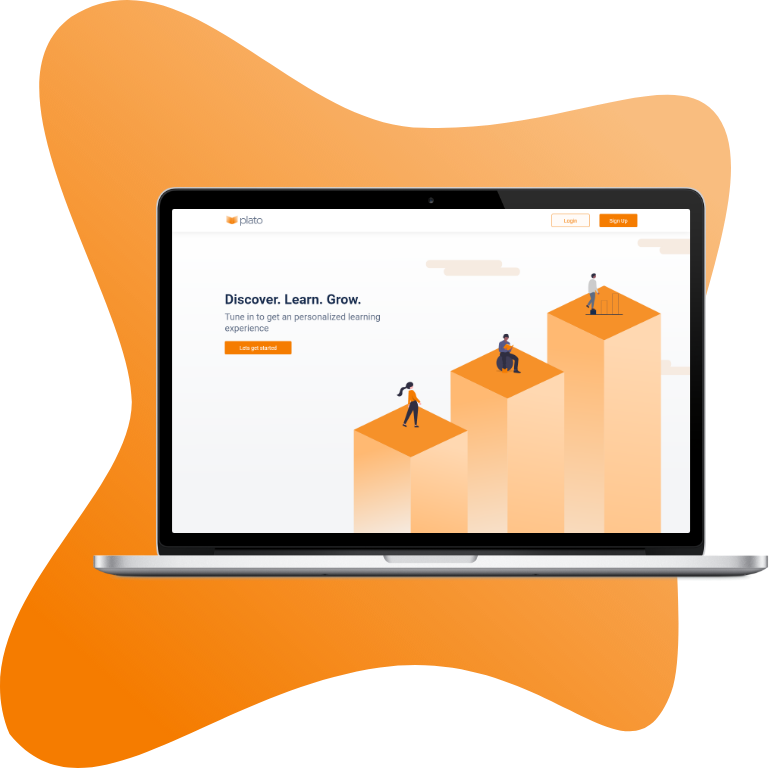 plato
Login
Sign Up
Discover. Learn. Grow.
Tune in to get an personalized learning
experience
Lets get started